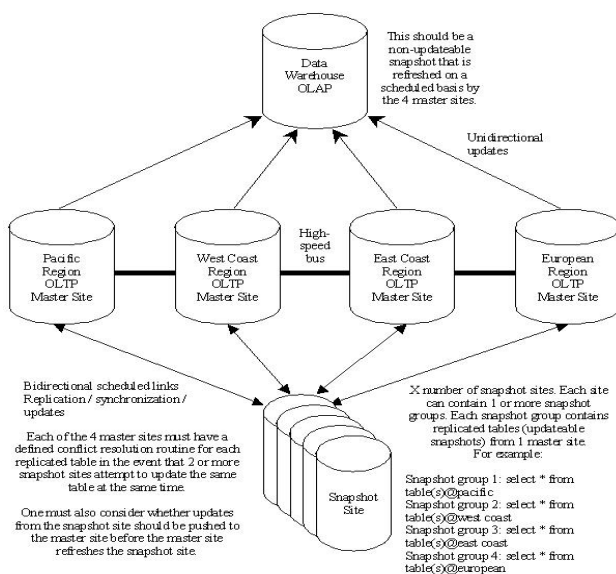 This should be a
non-updateable
snapshot that is
refreshed on a
scheduled basis by
the 4 master sites.
Data
Warehouse
OLAP
Unidirectional
updates
High-
speed
bus
Pacific
Region
OLTP
Master Site
West Coast
Region
OLTP
Master Site
East Coast
Region
OLTP
Master Site
European
Region
OLTP
Master Site
Bidirectional scheduled links
Replication / synchronization /
updates
Each of the 4 master sites must have a
defined conflict resolution routine for each
replicated table in the event that 2 or more
snapshot sites attempt to update the same
table at the same time.
One must also consider whether updates
from the snapshot site should be pushed to
the master site before the master site
refreshes the snapshot site.
Snapshot
Site
X number of snapshot sites. Each site
can contain 1 or more snapshot
groups. Each snapshot group contains
replicated tables (updateable
snapshots) from 1 master site.
For example:
Snapshot group 1: select * from
table(s)@pacific
Snapshot group 2: select * from
table(s)@west coast
Snapshot group 3: select * from
table(s)@east coast
Snapshot group 4: select * from
table(s)@european